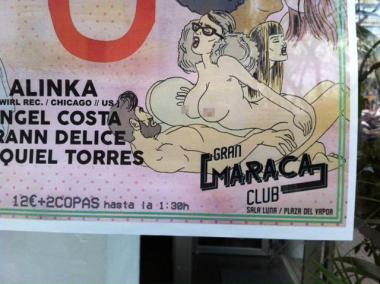 ALINKA
WIRL REC. / CHICAGO // US
NGEL COSTA
RANN DELICE
QUIEL TORRES
GRAN
MARACA
CLUB
SALA LUNA / PLAZA DEL VAPOR
12€+2COPAS hasta la 1:30h